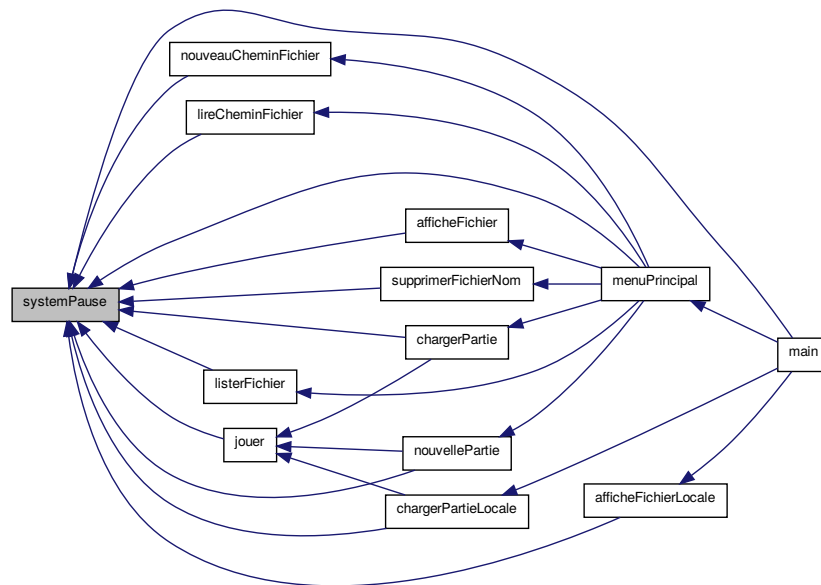 nouveauCheminFichier
lireCheminFichier
afficheFichier
supprimerFichierNom
menuPrincipal
systemPause
chargerPartie
main
listerFichier
jouer
nouvellePartie
afficheFichierLocale
chargerPartieLocale